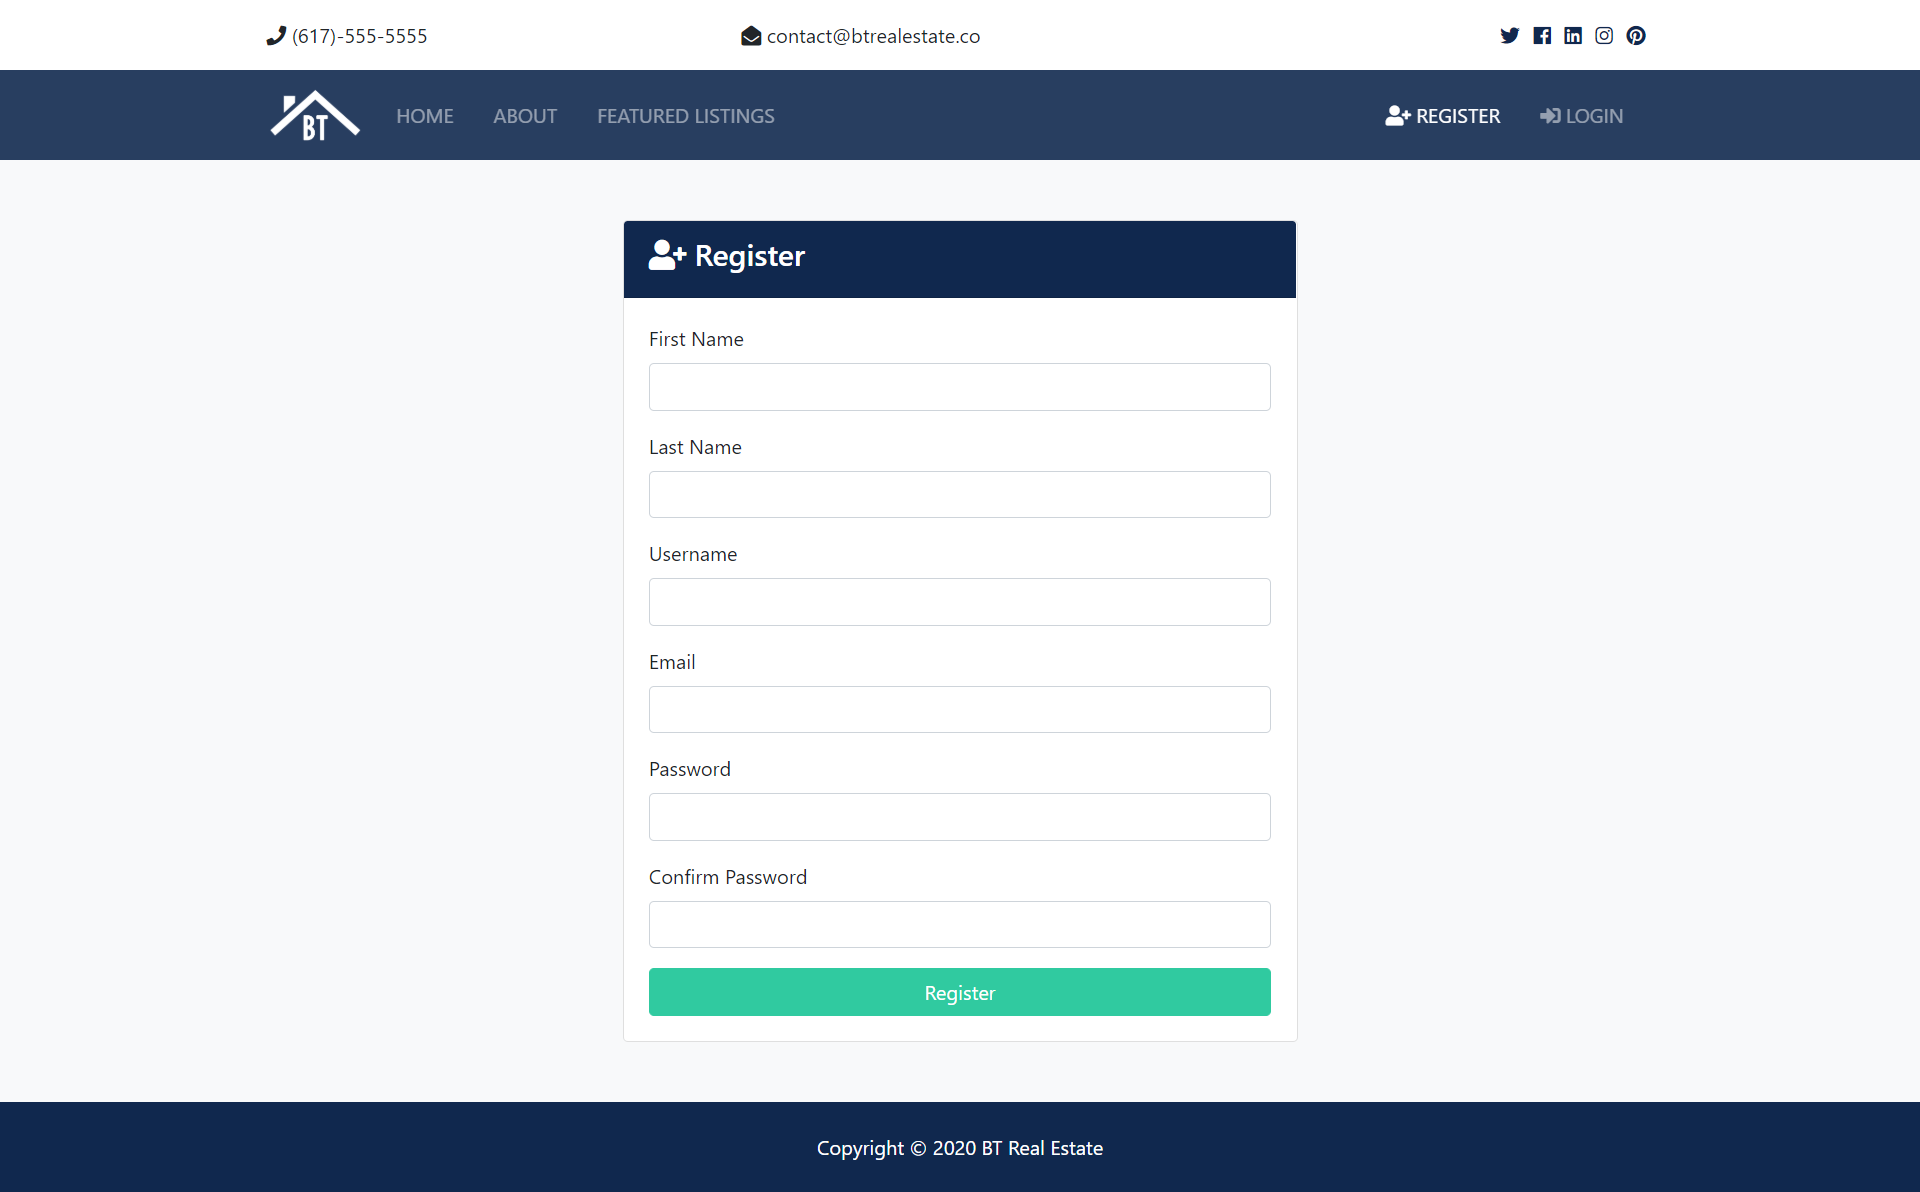 (617)-555-5555 contact@btrealestate.co
BT HOME ABOUT FEATURED LISTINGS REGISTER LOGIN
Register
First Name
Last Name
Username
Email
Password
Confirm Password
Register
Copyright © 2020 BT Real Estate